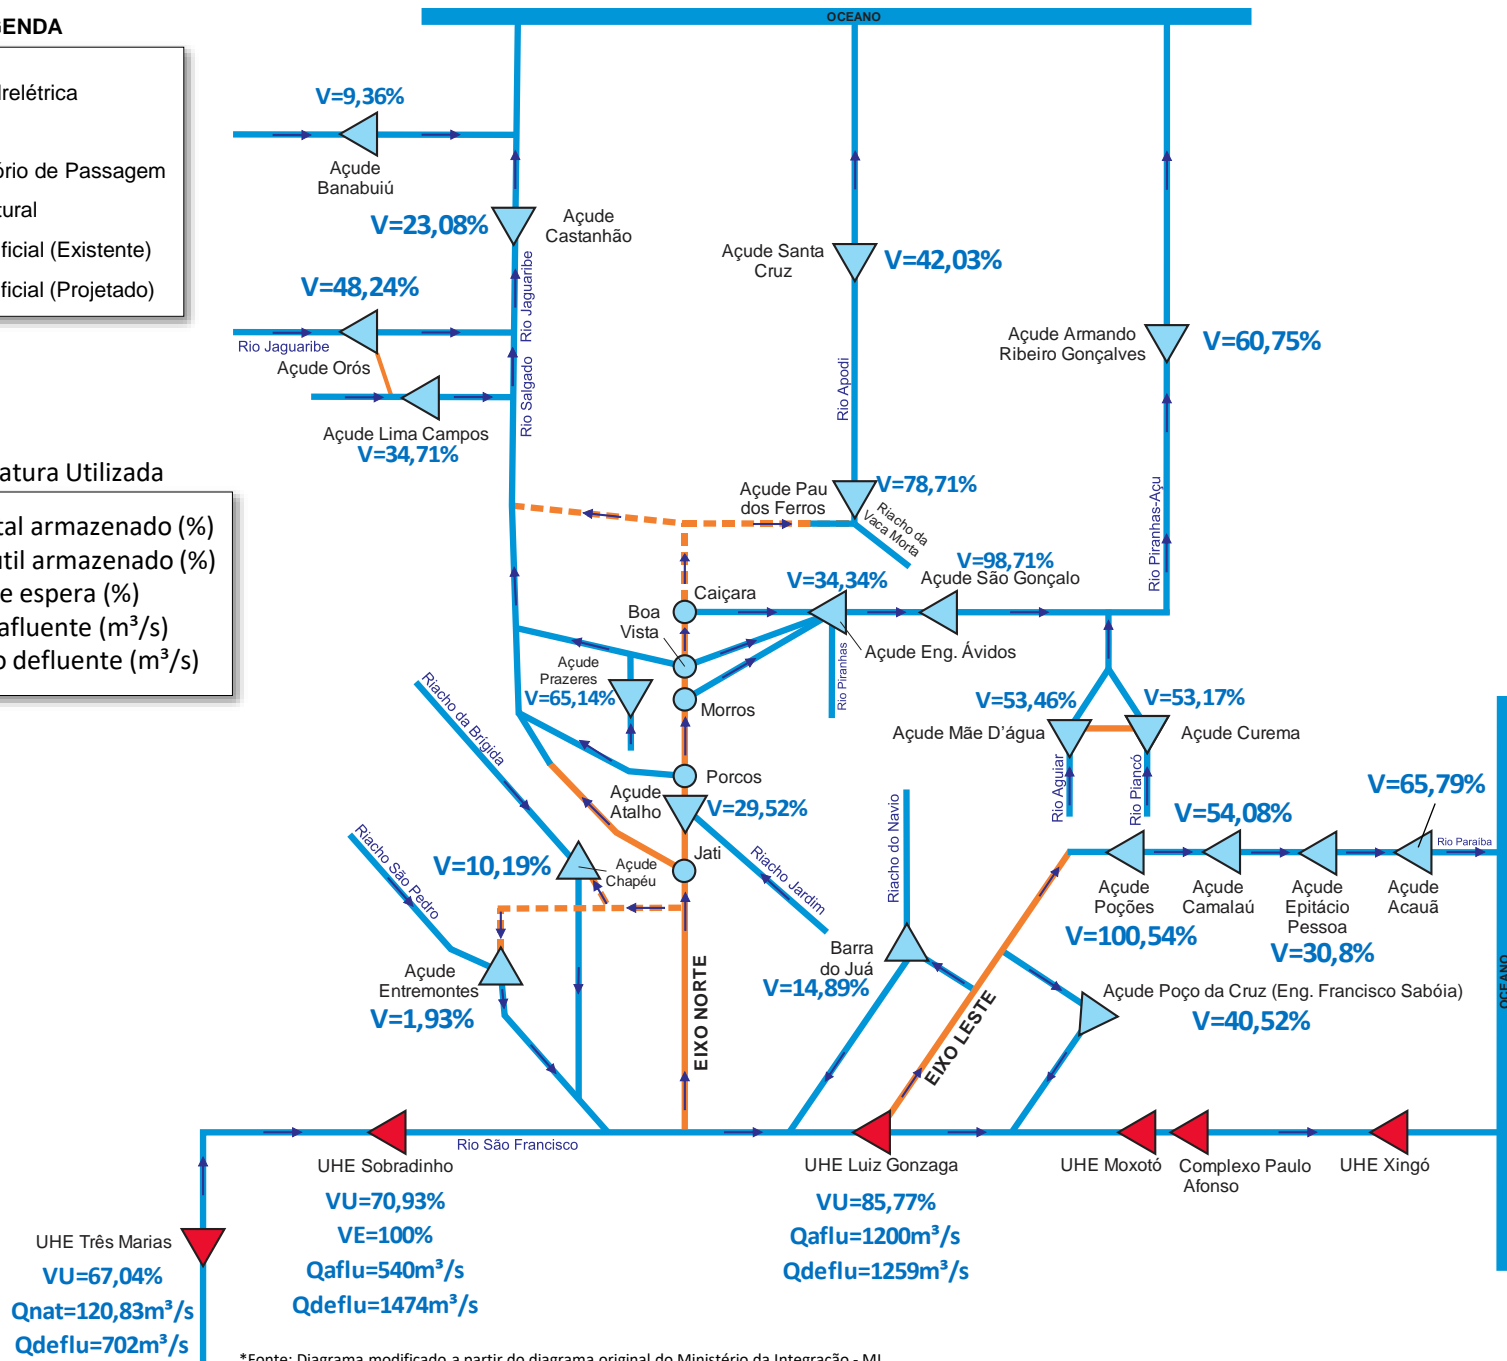 OCEANO
GENDA
drelétrica
ório de Passagem
tural
ificial (Existente)
ificial (Projetado)
V=9,36%
Açude
Banabuiú
V=23,08%
Açude
Castanhão
V=48,24%
Rio Jaguaribe
Açude Orós
Rio Jaguaribe
Açude Lima Campos
V=34,71%
Rio Salgado
Açude Santa
Cruz
V=42,03%
Rio Apodi
Açude Armando
Ribeiro Gonçalves
V=60,75%
Rio Piranhas-Açu
atura Utilizada
tal armazenado (%)
útil armazenado (%)
e espera (%)
afluente (m³/s)
o defluente (m³/s)
Açude Pau
dos Ferros
V=78,71%
Riacho da
Vaca Morta
V=98,71%
Açude São Gonçalo
V=34,34%
Caiçara
Boa
Vista
Açude Eng. Ávidos
Rio Piranhas
Açude
Prazeres
V=65,14%
Morros
Riacho da Brígida
Porcos
Açude
Atalho
V=29,52%
Jati
Riacho Jardim
V=53,46%
Açude Mãe D'água
V=53,17%
Açude Curema
Rio Aguiar
Rio Piancó
V=65,79%
V=54,08%
Rio Paraiba
Açude
Poções
V=100,54%
Açude
Camalaú
Açude
Epitácio
Pessoa
V=30,8%
Açude
Acauã
Riacho São Pedro
V=10,19%
Açude
Chapéu
Açude
Entremontes
V=1,93%
EIXO NORTE
Riacho do Navio
Barra
do Juá
V=14,89%
EIXO LESTE
Açude Poço da Cruz (Eng. Francisco Sabóia)
V=40,52%
OCEANO
Rio São Francisco
UHE Sobradinho
VU=70,93%
VE=100%
Qaflu=540m³/s
Qdeflu=1474m³/s
UHE Luiz Gonzaga
VU=85,77%
Qaflu=1200m³/s
Qdeflu=1259m³/s
UHE Moxotó
Complexo Paulo
Afonso
UHE Xingó
UHE Três Marias
VU=67,04%
Qnat=120,83m³/s
Qdeflu=702m³/s
*Fonte: Diagrama modificado a partir do diagrama original do Ministério da Integração - MI